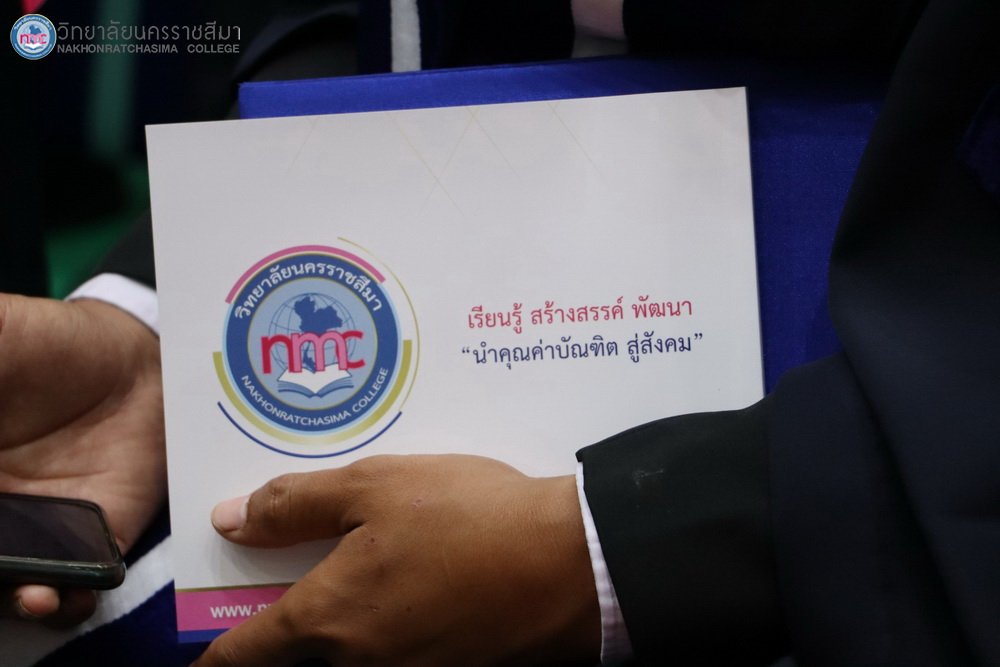 วิทยาลัยนครราชสีมา
NAKHONRATCHASIMA COLLEGE
วิทยาลัยนครราชสีมา
nmc
NAKHONRATCHASIMA COLLEGE
เรียนรู้ สร้างสรรค์ พัฒนา
“นำคุณค่าบัณฑิต สู่สังคม”
www.